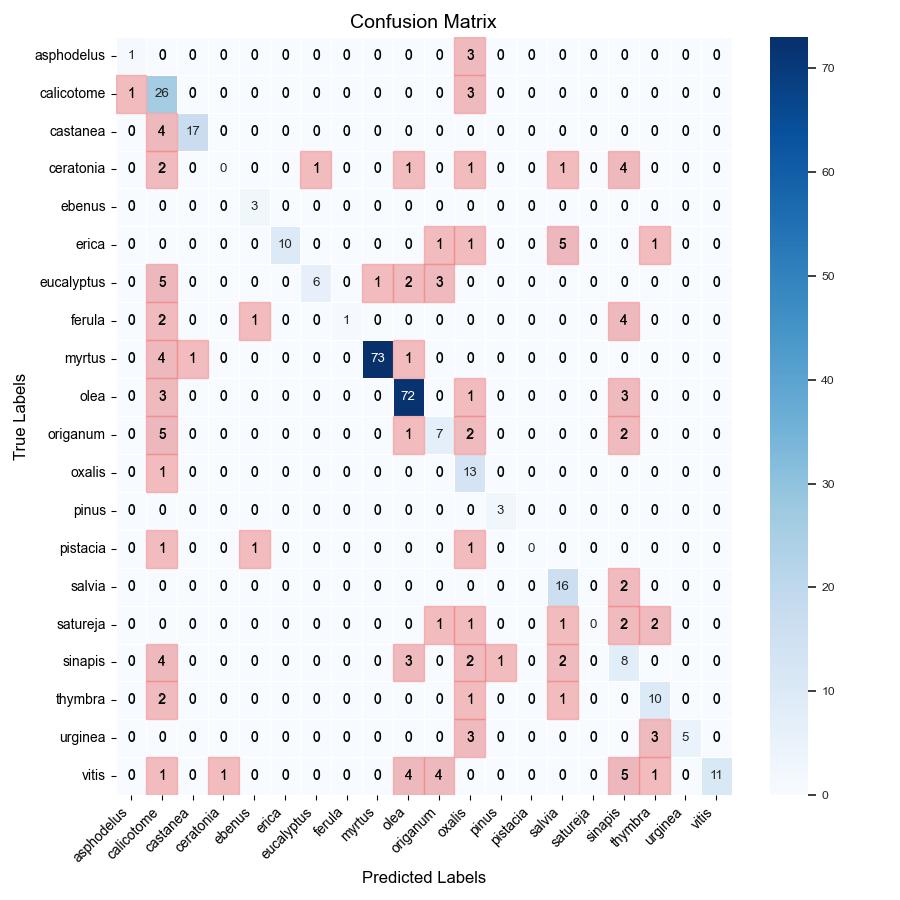 Confusion Matrix
asphodelus 1 0 0 0 0 0 0 0 0 0 0 3 0 0 0 0 0 0 0 0
calicotome 1 26 0 0 0 0 0 0 0 0 0 3 0 0 0 0 0 0 0 0
castanea 0 4 17 0 0 0 0 0 0 0 0 0 0 0 0 0 0 0 0 0
ceratonia 0 2 0 0 0 0 1 0 0 1 0 1 0 0 1 0 4 0 0 0
ebenus 0 0 0 0 3 0 0 0 0 0 0 0 0 0 0 0 0 0 0 0
erica 0 0 0 0 0 10 0 0 0 0 1 1 0 0 5 0 0 1 0 0
eucalyptus 0 5 0 0 0 0 6 0 1 2 3 0 0 0 0 0 0 0 0 0
ferula 0 2 0 0 1 0 0 1 0 0 0 0 0 0 0 0 4 0 0 0
myrtus 0 4 1 0 0 0 0 0 73 1 0 0 0 0 0 0 0 0 0 0
olea 0 3 0 0 0 0 0 0 0 72 0 1 0 0 0 0 3 0 0 0
origanum 0 5 0 0 0 0 0 0 0 1 7 2 0 0 0 0 2 0 0 0
oxalis 0 1 0 0 0 0 0 0 0 0 0 13 0 0 0 0 0 0 0 0
pinus 0 0 0 0 0 0 0 0 0 0 0 0 3 0 0 0 0 0 0 0
pistacia 0 1 0 0 1 0 0 0 0 0 0 1 0 0 0 0 0 0 0 0
salvia 0 0 0 0 0 0 0 0 0 0 0 0 0 0 16 0 2 0 0 0
satureja 0 0 0 0 0 0 0 0 0 0 1 1 0 0 1 0 2 2 0 0
sinapis 0 4 0 0 0 0 0 0 0 3 0 2 1 0 2 0 8 0 0 0
thymbra 0 2 0 0 0 0 0 0 0 0 0 1 0 0 1 0 0 10 0 0
urginea 0 0 0 0 0 0 0 0 0 0 0 3 0 0 0 0 0 3 5 0
vitis 0 1 0 1 0 0 0 0 0 4 4 0 0 0 0 0 5 1 0 11
asphodelus calicotome castanea ceratonia ebenus erica eucalyptus ferula myrtus olea origanum oxalis pinus pistacia salvia satureja sinapis thymbra urginea vitis
True Labels
Predicted Labels
70
60
50
40
30
20
10
0